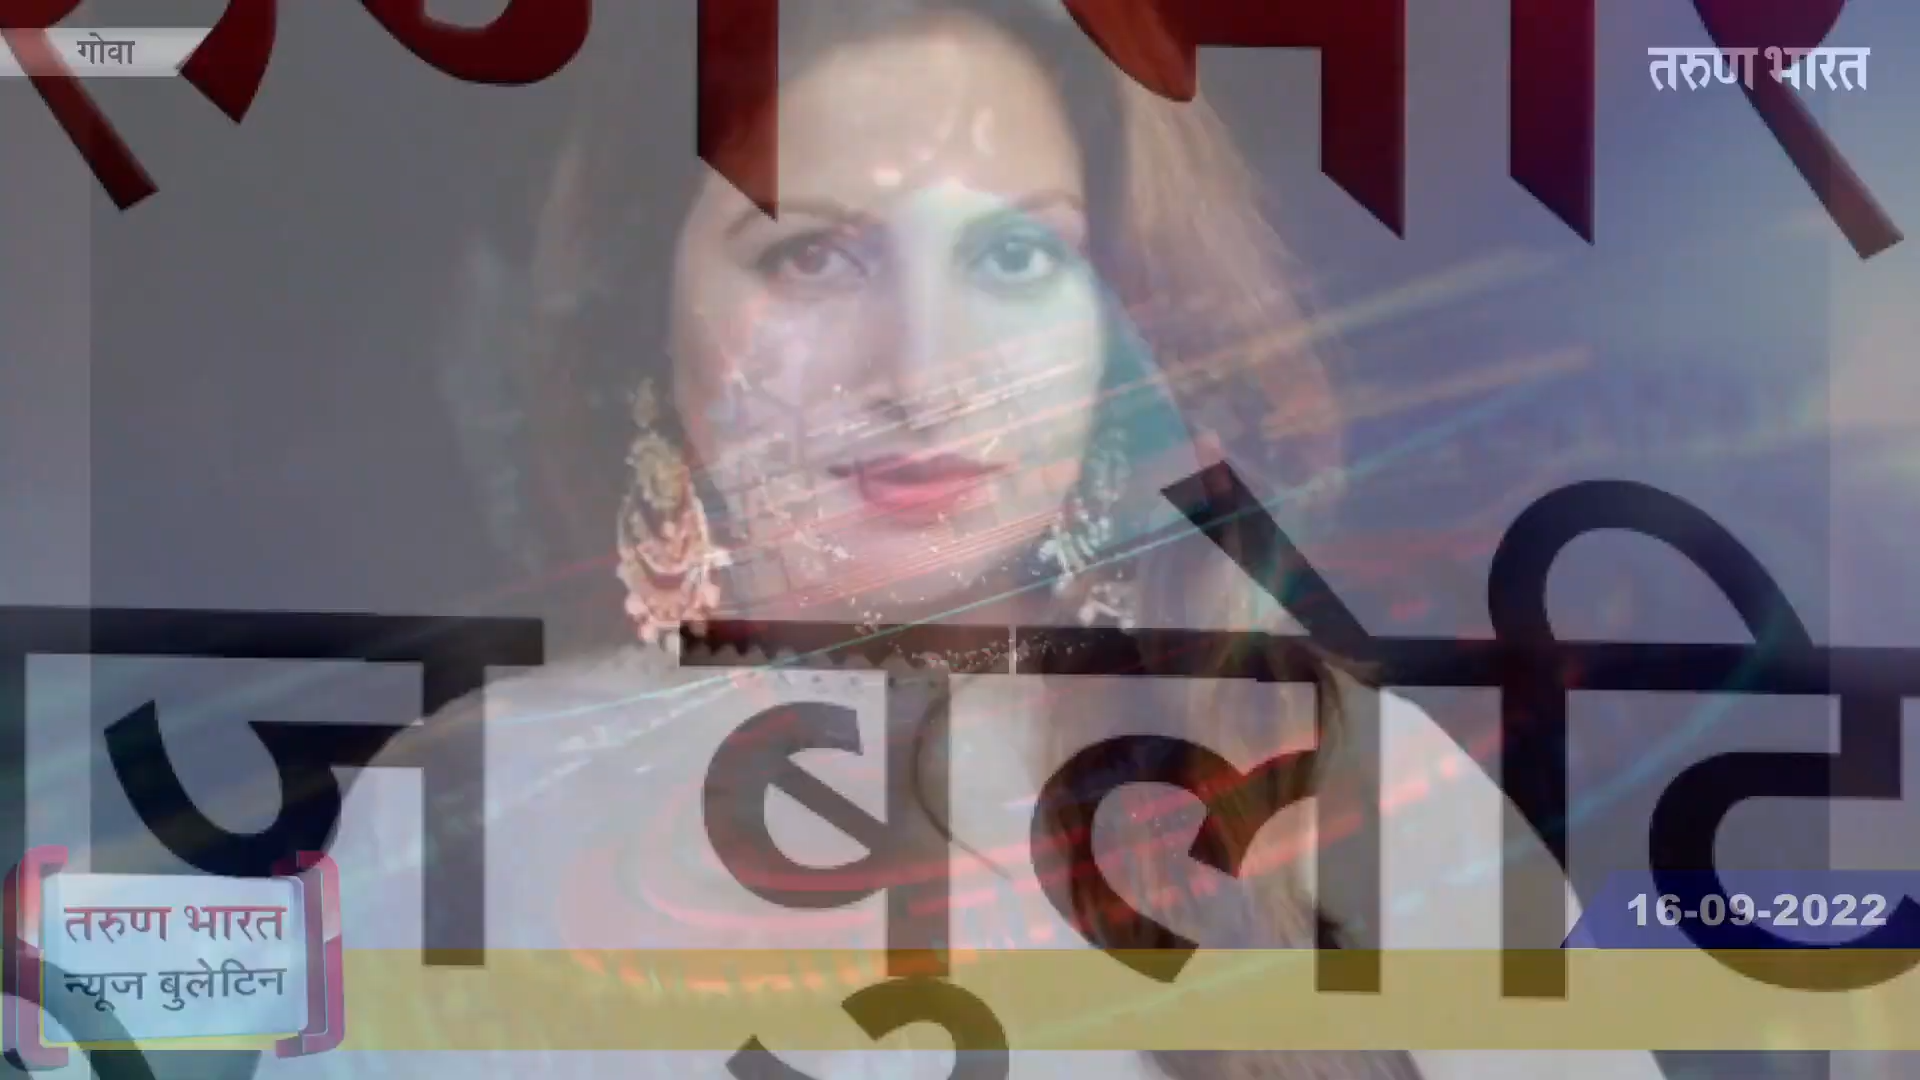 गोवा
तरुण भारत
तरुण भारत
न्यूज बुलेटिन
16-09-2022